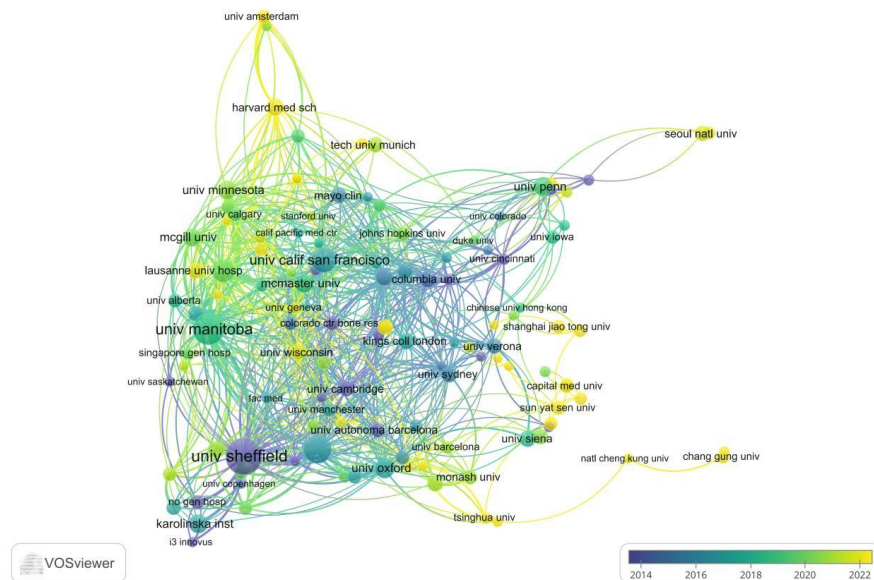 univ amsterdam
harvard med sch
seoul natl univ
tech univ munich
univ minnesota
mayo clin
univ penn
univ calgary
stanford univ
univ colorado
mcgill univ
calif pacific med ctr
johns hopkins univ
duke univ
univ iowa
univ calif san francisco
univ cincinnati
lausanne univ hosp
mcmaster univ
columbia univ
univ alberta
univ geneva
chinese univ hong kong
univ manitoba
colorado ctr bone res
shanghai jiao tong univ
kings coll london
univ verona
singapore gen hosp
univ wisconsin
univ sydney
univ saskatchewan
univ cambridge
capital med univ
fac med
univ manchester
sun yat sen univ
univ autonoma barcelona
univ siena
univ barcelona
univ sheffield
natl cheng kung univ
chang gung univ
univ oxford
monash univ
univ copenhagen
no gen hosp
tsinghua univ
karolinska inst
i3 innovus
VOSviewer
2014 2016 2018 2020 2022